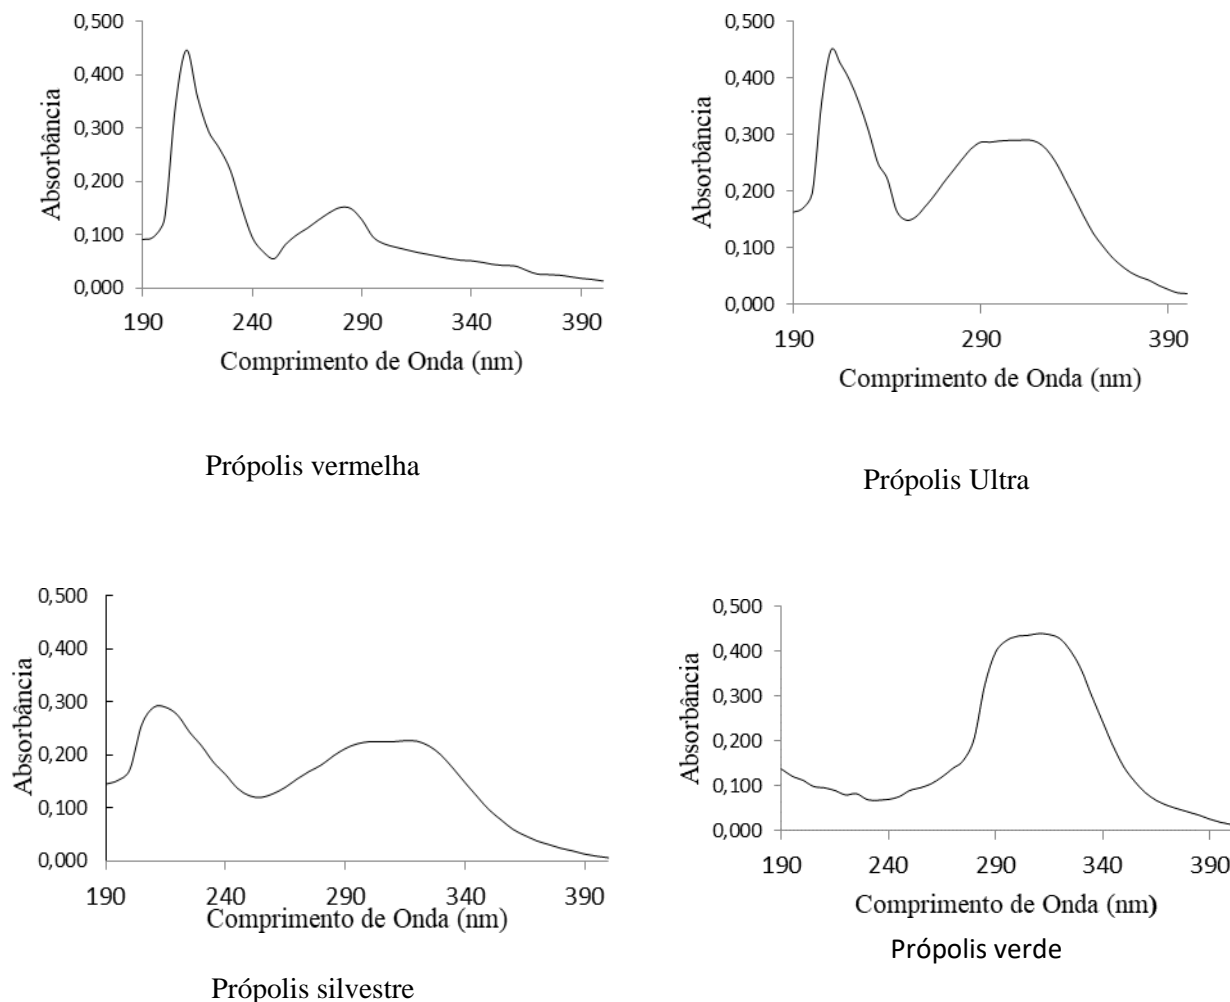 0,500
0,400
0,300
0,200
0,100
0,000
Absorbância
190 240 290 340 390
Comprimento de Onda (nm)
Própolis vermelha
0,500
0,400
0,300
0,200
0,100
0,000
Absorbância
190 290 390
Comprimento de Onda (nm)
Própolis Ultra
0,500
0,400
0,300
0,200
0,100
0,000
Absorbância
190 240 290 340 390
Comprimento de Onda (nm)
Própolis silvestre
0,500
0,400
0,300
0,200
0,100
0,000
Absorbância
190 240 290 340 390
Comprimento de Onda (nm)
Própolis verde